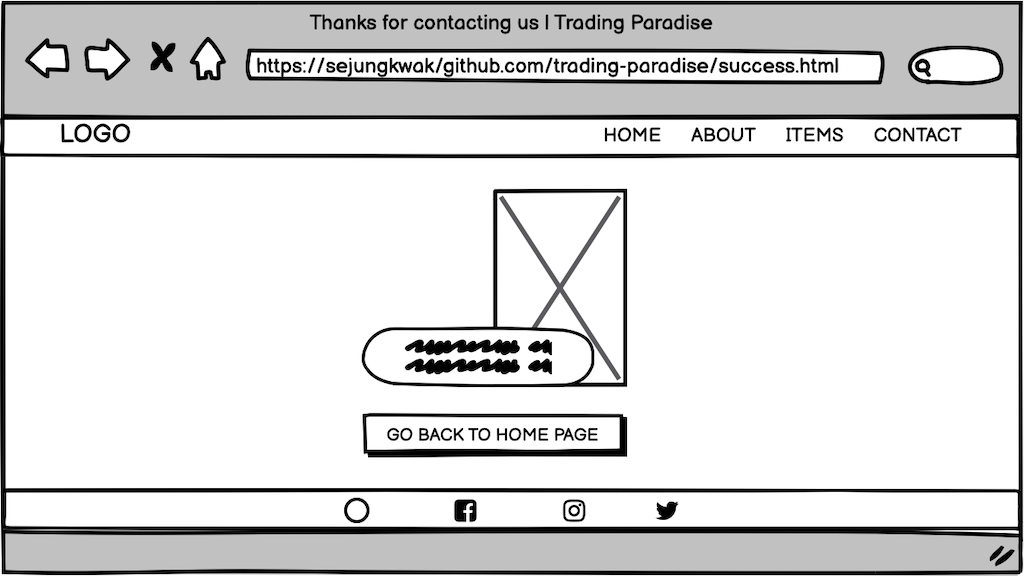 Thanks for contacting us | Trading Paradise
https://sejungkwak/github.com/trading-paradise/success.html
LOGO
HOME ABOUT ITEMS CONTACT
GO BACK TO HOME PAGE